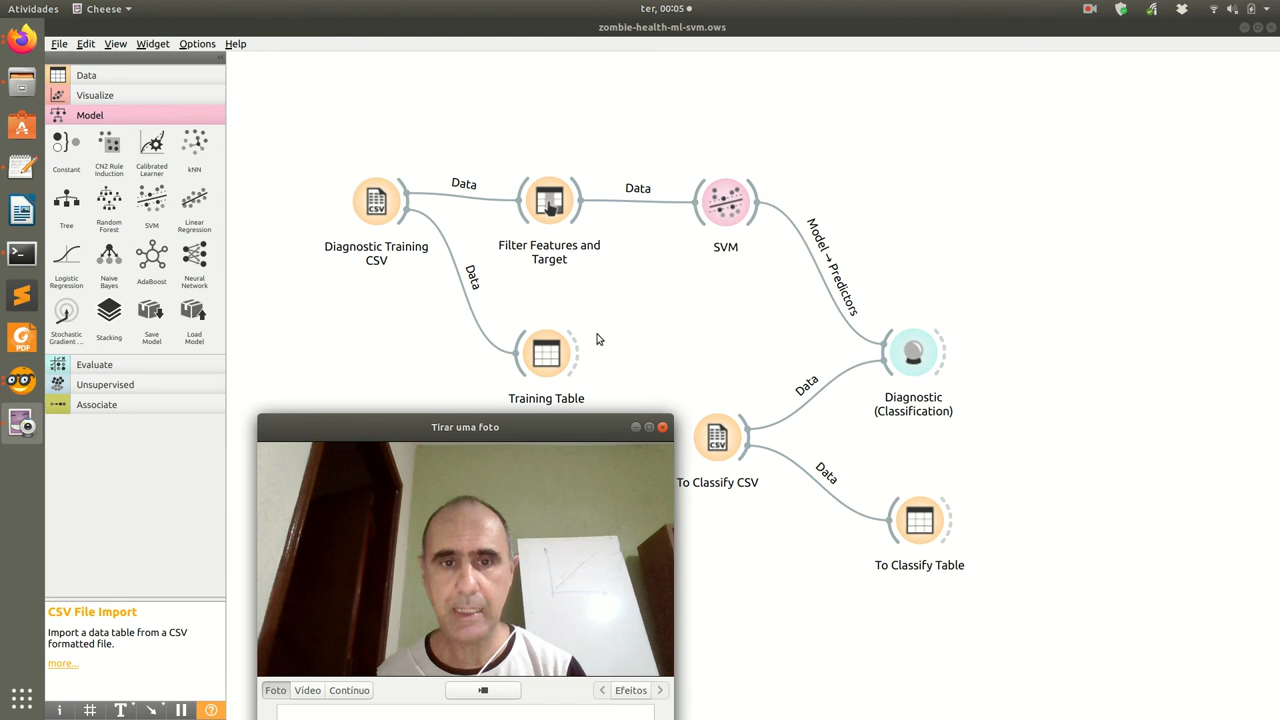 Atividades
Cheese
ter, 00:05
zombie-health-ml-svm.ows
File Edit View Widget Options Help
Data
Visualize
Model
Constant
CN2 Rule
Induction
Calibrated
Learner
kNN
Tree
Random
Forest
SVM
Linear
Regression
Logistic
Regression
Naive
Bayes
AdaBoost
Neural
Network
Stochastic
Gradient ...
Stacking
Save
Model
Load
Model
Evaluate
Unsupervised
Associate
CSV File Import
Import a data table from a CSV
formatted file.
more...
CSV
Diagnostic Training
CSV
Data
Filter Features and
Target
Data
SVM
Data
Training Table
Model → Predictors
Diagnostic
(Classification)
CSV
To Classify CSV
Data
Data
To Classify Table
Tirar uma foto
Foto Vídeo Contínuo
Efeitos
PDF